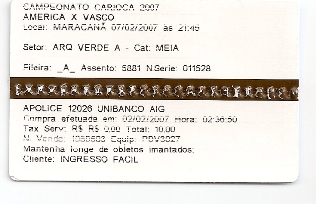 CAMPEONATO CARIOCA 2007
AMERICA X VASCO
Local: MARACANÃ 07/02/2007 às 21:45
Setor: ARQ VERDE A - Cat: MEIA
Fileira: _A_ Assento: 5881 N.Serie: 011528
APOLICE 12026 UNIBANCO AIG
Compra efetuada em: 02/02/2007 Hora: 02:36:50
Tax Serv: R$ R$ 0.00 Total: 10.00
N. Venda: Equip:
Mantenha longe de objetos imantados;
Cliente: INGRESSO FACIL